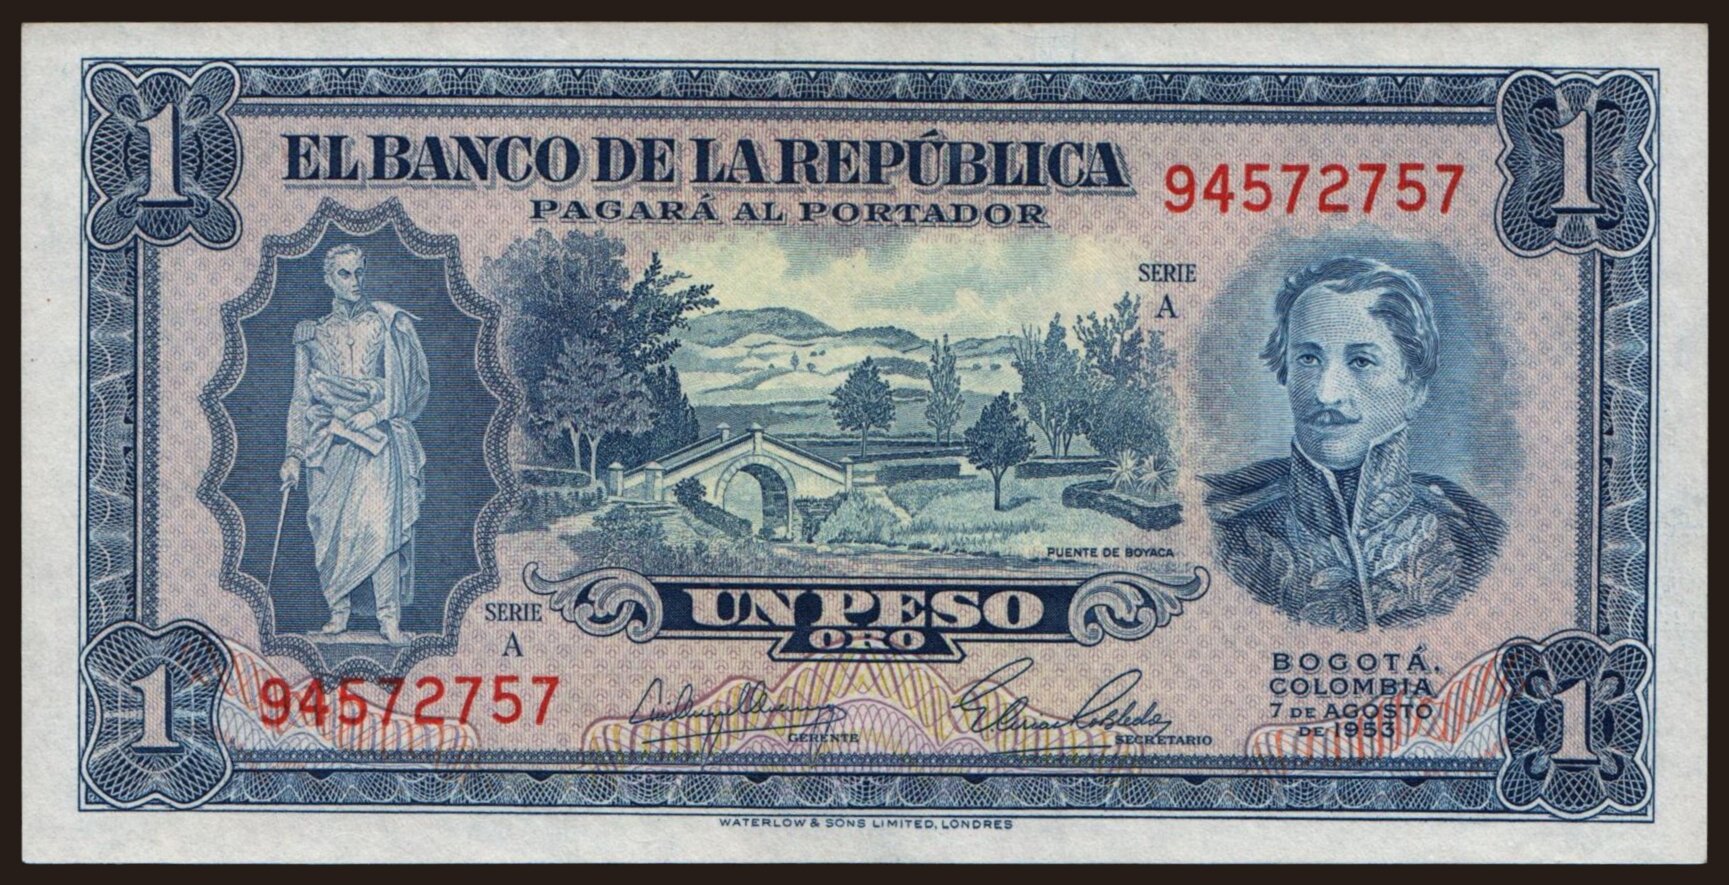 1
1
EL BANCO DE LA REPÚBLICA
94572757
PAGARÁ AL PORTADOR
SERIE
A
PUENTE DE BOYACA
UN PESO
ORO
SERIE
A
94572757
GERENTE
SECRETARIO
BOGOTÁ,
COLOMBIA
7 DE AGOSTO
DE 1953
1
1
WATERLOW & SONS LIMITED, LONDRES